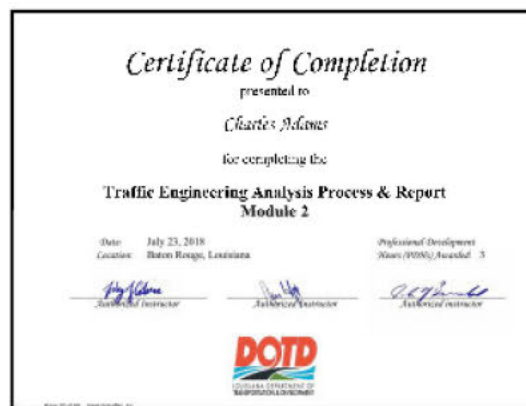 Certificate of Completion
presented to
Charles Adams
for completing the
Traffic Engineering Analysis Process & Report
Module 2
Date: July 23, 2018
Location: Baton Rouge, Louisiana
Professional Development
Hours (PDHs) Awarded: 3
Authorized Instructor
Authorized Instructor
Authorized Instructor
DOTD
LOUISIANA DEPARTMENT OF
TRANSPORTATION & DEVELOPMENT